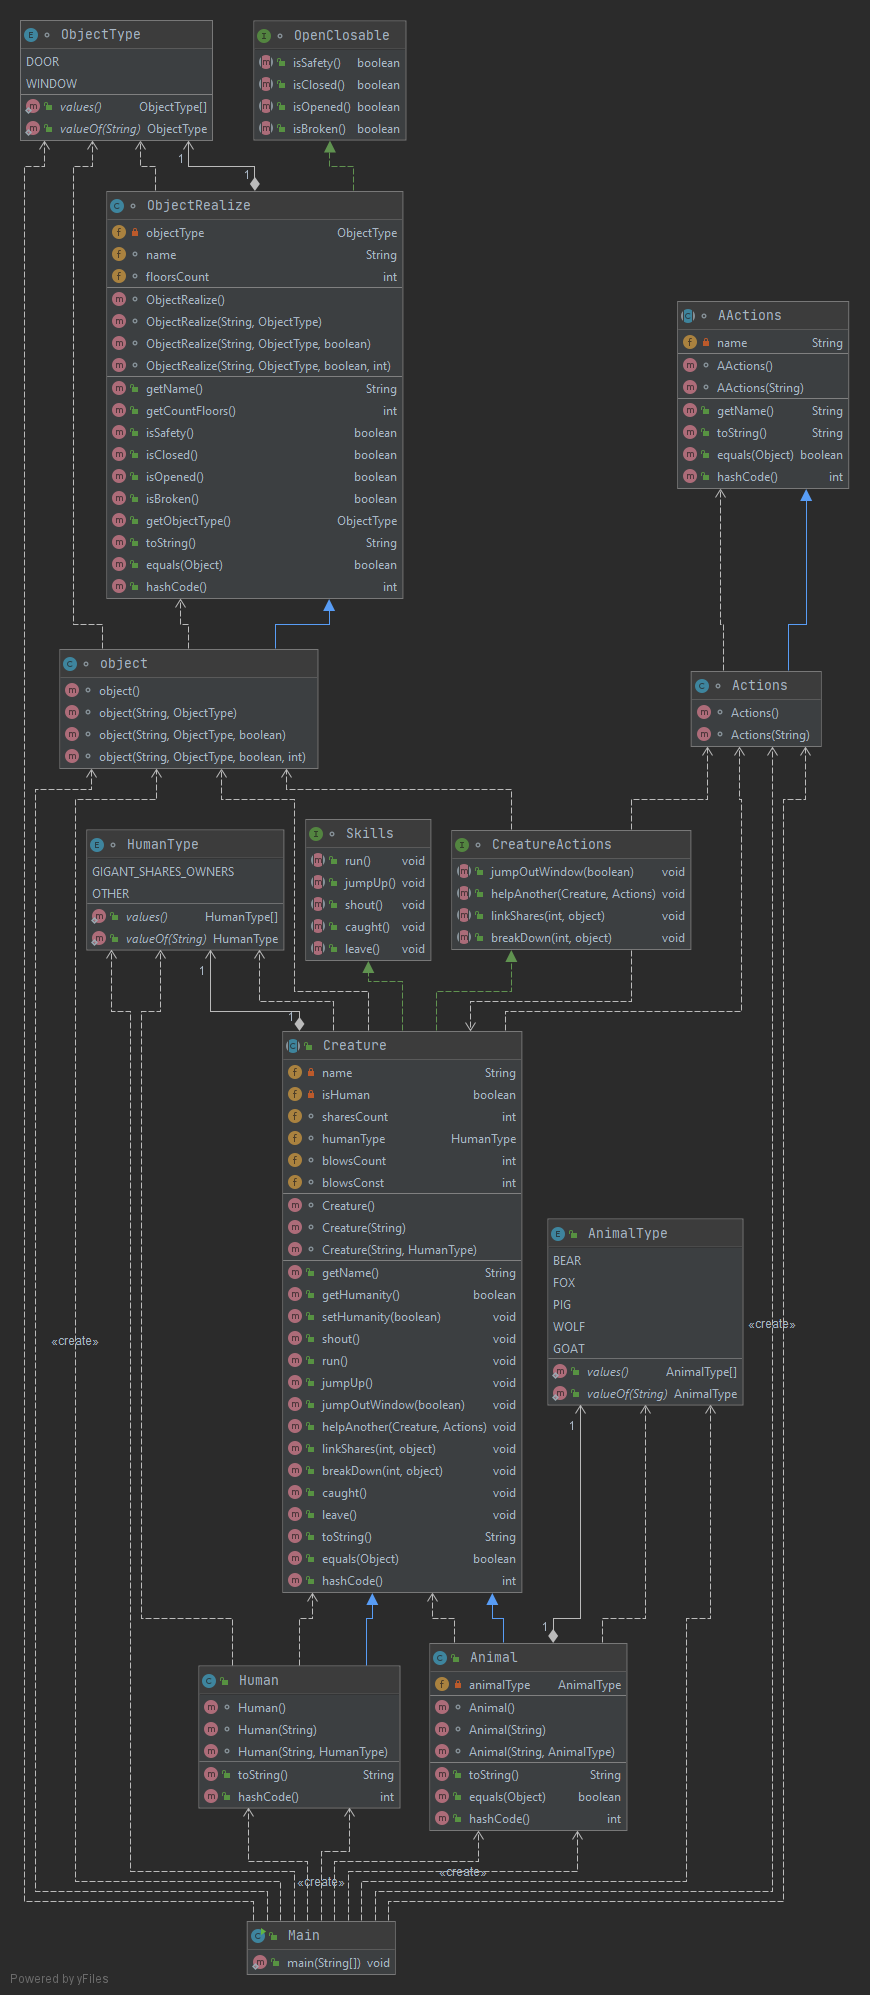 ObjectType
DOOR
WINDOW
values() ObjectType[]
valueOf(String) ObjectType
OpenClosable
isSafety() boolean
isClosed() boolean
isOpened() boolean
isBroken() boolean
1
1
ObjectRealize
objectType ObjectType
name String
floorsCount int
ObjectRealize()
ObjectRealize(String, ObjectType)
ObjectRealize(String, ObjectType, boolean)
ObjectRealize(String, ObjectType, boolean, int)
getName() String
getCountFloors() int
isSafety() boolean
isClosed() boolean
isOpened() boolean
isBroken() boolean
getObjectType() ObjectType
toString() String
equals(Object) boolean
hashCode() int
AActions
name String
AActions()
AActions(String)
getName() String
toString() String
equals(Object) boolean
hashCode() int
object
object()
object(String, ObjectType)
object(String, ObjectType, boolean)
object(String, ObjectType, boolean, int)
Actions
Actions()
Actions(String)
HumanType
GIGANT_SHARES_OWNERS
OTHER
values() HumanType[]
valueOf(String) HumanType
Skills
run() void
jumpUp() void
shout() void
caught() void
leave() void
CreatureActions
jumpOutWindow(boolean) void
helpAnother(Creature, Actions) void
linkShares(int, object) void
breakDown(int, object) void
1
1
Creature
name String
isHuman boolean
sharesCount int
humanType HumanType
blowsCount int
blowsConst int
Creature()
Creature(String)
Creature(String, HumanType)
getName() String
getHumanity() boolean
setHumanity(boolean) void
shout() void
run() void
jumpUp() void
jumpOutWindow(boolean) void
helpAnother(Creature, Actions) void
linkShares(int, object) void
breakDown(int, object) void
caught() void
leave() void
toString() String
equals(Object) boolean
hashCode() int
AnimalType
BEAR
FOX
PIG
WOLF
GOAT
values() AnimalType[]
valueOf(String) AnimalType
«create»
«create»
1
1
Human
Human()
Human(String)
Human(String, HumanType)
toString() String
hashCode() int
Animal
animalType AnimalType
Animal()
Animal(String)
Animal(String, AnimalType)
toString() String
equals(Object) boolean
hashCode() int
«create»
«create»
Main
main(String[]) void
Powered by yFiles